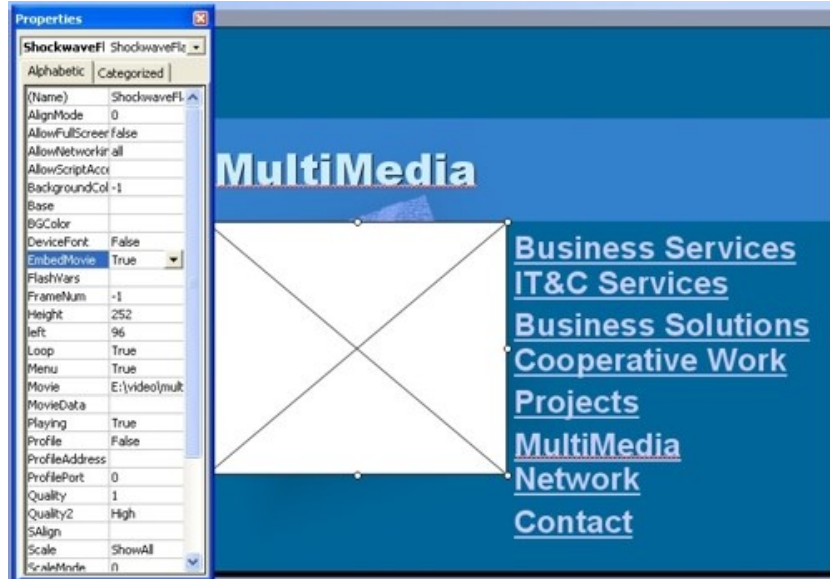 Properties
ShockwaveFl ShockwaveFla
Alphabetic Categorized
(Name) ShockwaveFl
AlignMode 0
AllowFullScreen false
AllowNetworkin all
AllowScriptAcce
BackgroundCol -1
Base
BGColor
DeviceFont False
EmbedMovie True
FlashVars
FrameNum -1
Height 252
left 96
Loop True
Menu True
Movie E:\video\mult
MovieData
Playing True
Profile False
ProfileAddress
ProfilePort 0
Quality 1
Quality2 High
SAlign
Scale ShowAll
ScaleMode 0
MultiMedia
Business Services
IT&C Services
Business Solutions
Cooperative Work
Projects
MultiMedia
Network
Contact